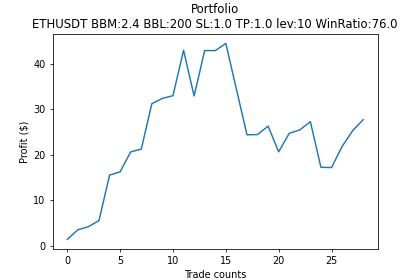 Portfolio
ETHUSDT BBM:2.4 BBL:200 SL:1.0 TP:1.0 lev:10 WinRatio:76.0
40
30
20
10
0
Profit ($)
0 5 10 15 20 25
Trade counts